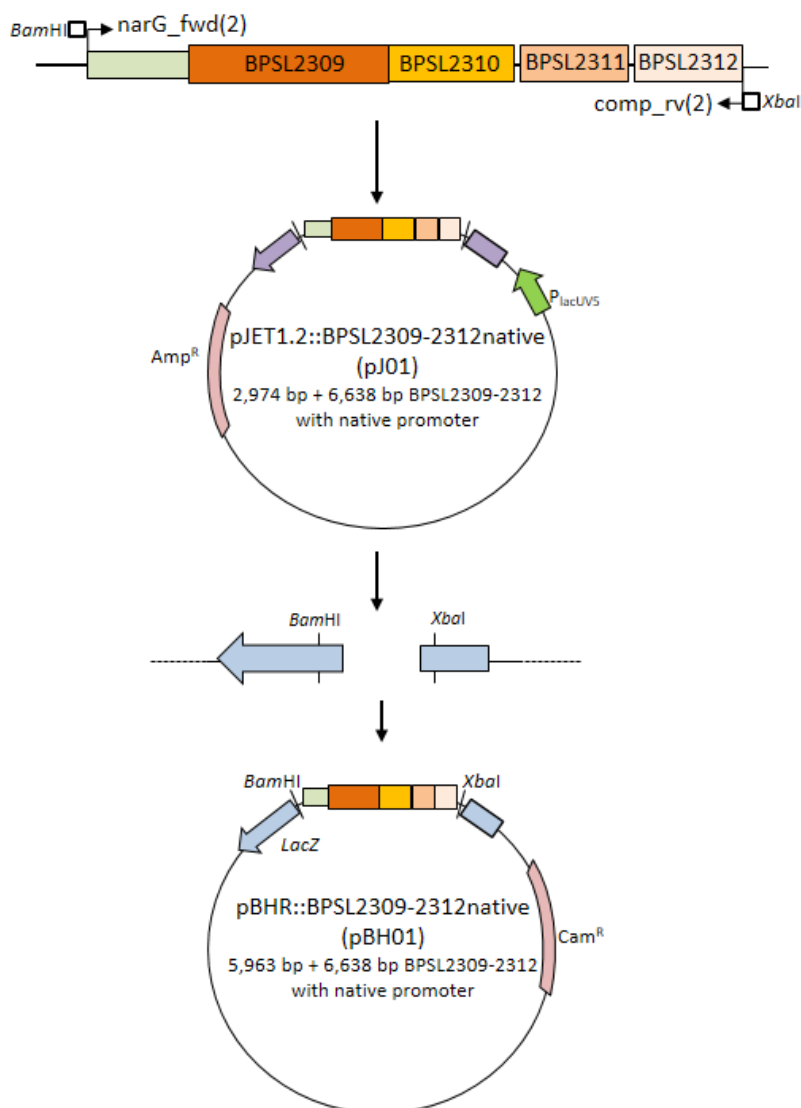 BamHI narG_fwd(2)
BPSL2309 BPSL2310 BPSL2311 BPSL2312
comp_rv(2) XbaI
PlacUV5
AmpR
pJET1.2::BPSL2309-2312native
(pJ01)
2,974 bp + 6,638 bp BPSL2309-2312
with native promoter
BamHI XbaI
BamHI XbaI
LacZ
pBHR::BPSL2309-2312native
(pBH01)
CamR
5,963 bp + 6,638 bp BPSL2309-2312
with native promoter